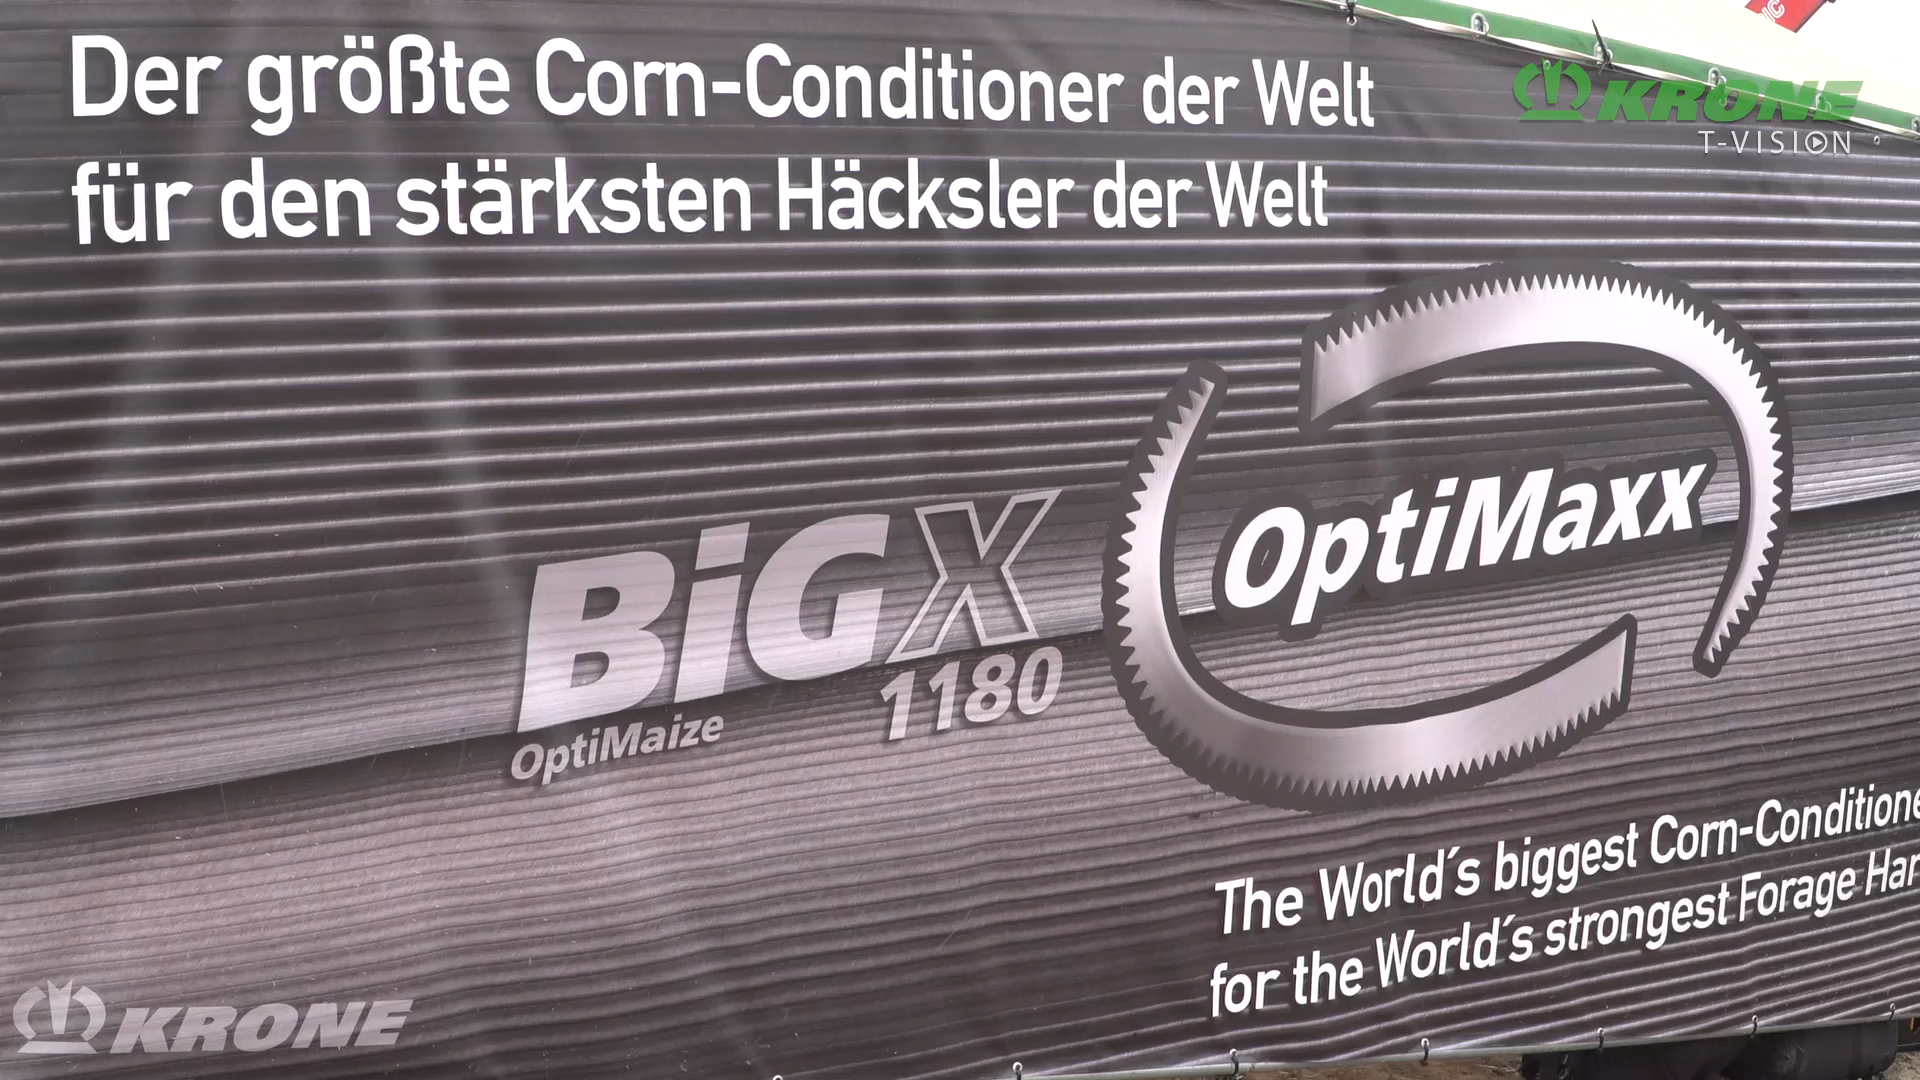 Der größte Corn-Conditioner der Welt
für den stärksten Häcksler der Welt
KRONE
T-VISION
BiG X
1180
OptiMaize
OptiMaxx
The World´s biggest Corn-Conditione
for the World´s strongest Forage Har
KRONE